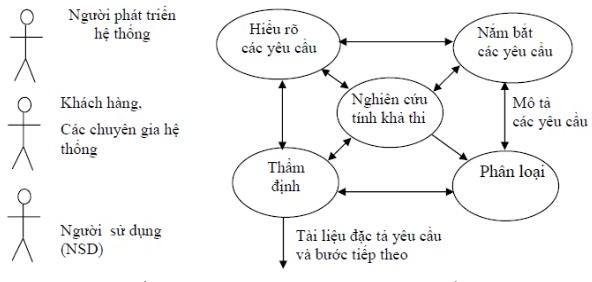 Người phát triển
hệ thống
Khách hàng,
Các chuyên gia hệ
thống
Người sử dụng
(NSD)
Hiểu rõ
các yêu cầu
Nắm bắt
các yêu cầu
Nghiên cứu
tính khả thi
Mô tả
các yêu cầu
Thẩm
định
Phân loại
Tài liệu đặc tả yêu cầu
và bước tiếp theo